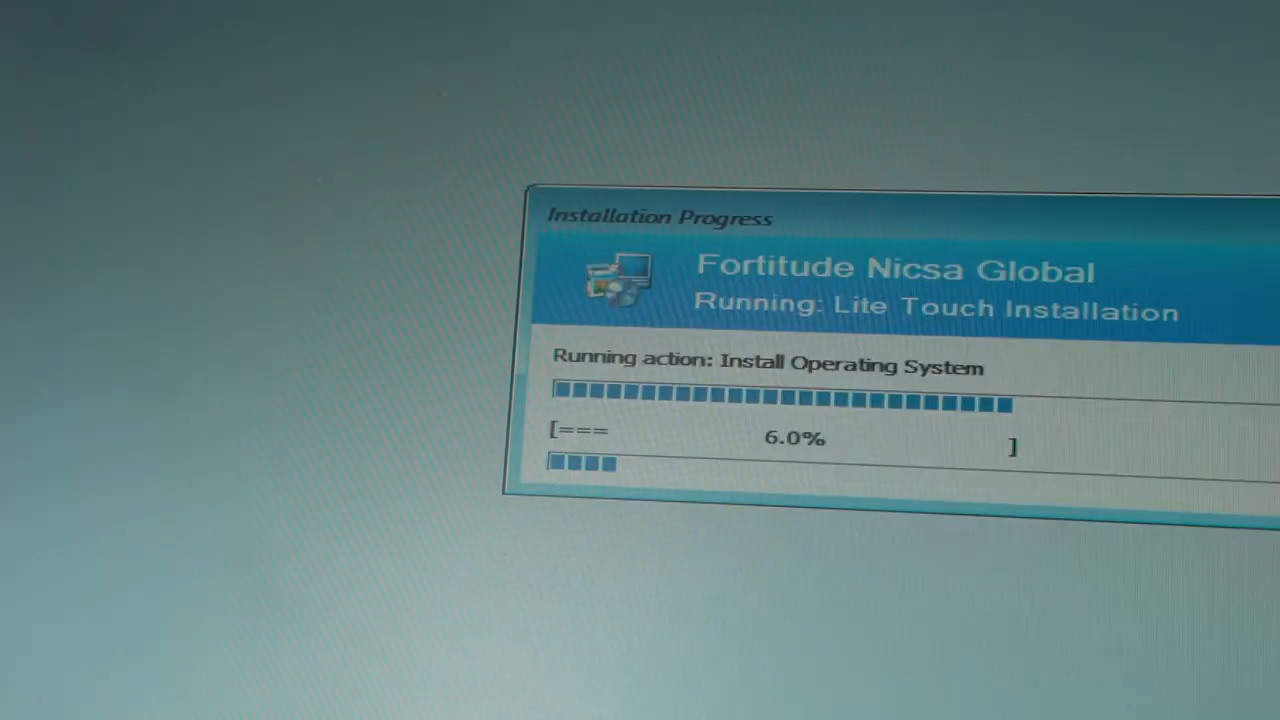 Installation Progress
Fortitude Nicsa Global
Running: Lite Touch Installation
Running action: Install Operating System
[=== 6.0% ]